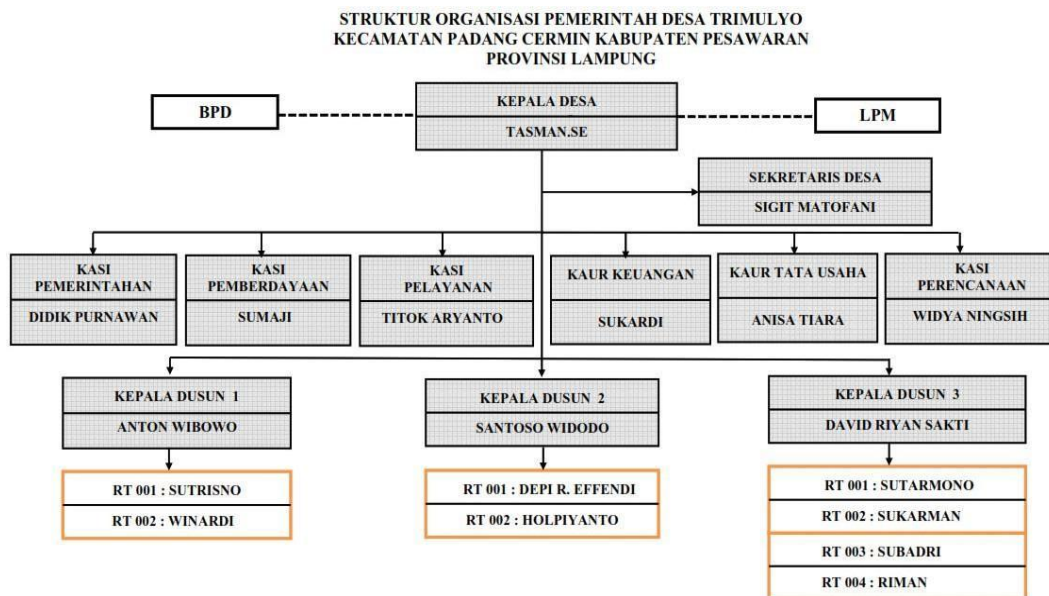 STRUKTUR ORGANISASI PEMERINTAH DESA TRIMULYO
KECAMATAN PADANG CERMIN KABUPATEN PESAWARAN
PROVINSI LAMPUNG
BPD
KEPALA DESA
TASMAN.SE
LPM
SEKRETARIS DESA
SIGIT MATOFANI
KASI
PEMERINTAHAN
DIDIK PURNAWAN
KASI
PEMBERDAYAAN
SUMAJI
KASI
PELAYANAN
TITOK ARYANTO
KAUR KEUANGAN
SUKARDI
KAUR TATA USAHA
ANISA TIARA
KASI
PERENCANAAN
WIDYA NINGSIH
KEPALA DUSUN 1
ANTON WIBOWO
RT 001 : SUTRISNO
RT 002 : WINARDI
KEPALA DUSUN 2
SANTOSO WIDODO
RT 001 : DEPI R. EFFENDI
RT 002 : HOLPIYANTO
KEPALA DUSUN 3
DAVID RIYAN SAKTI
RT 001 : SUTARMONO
RT 002 : SUKARMAN
RT 003 : SUBADRI
RT 004 : RIMAN